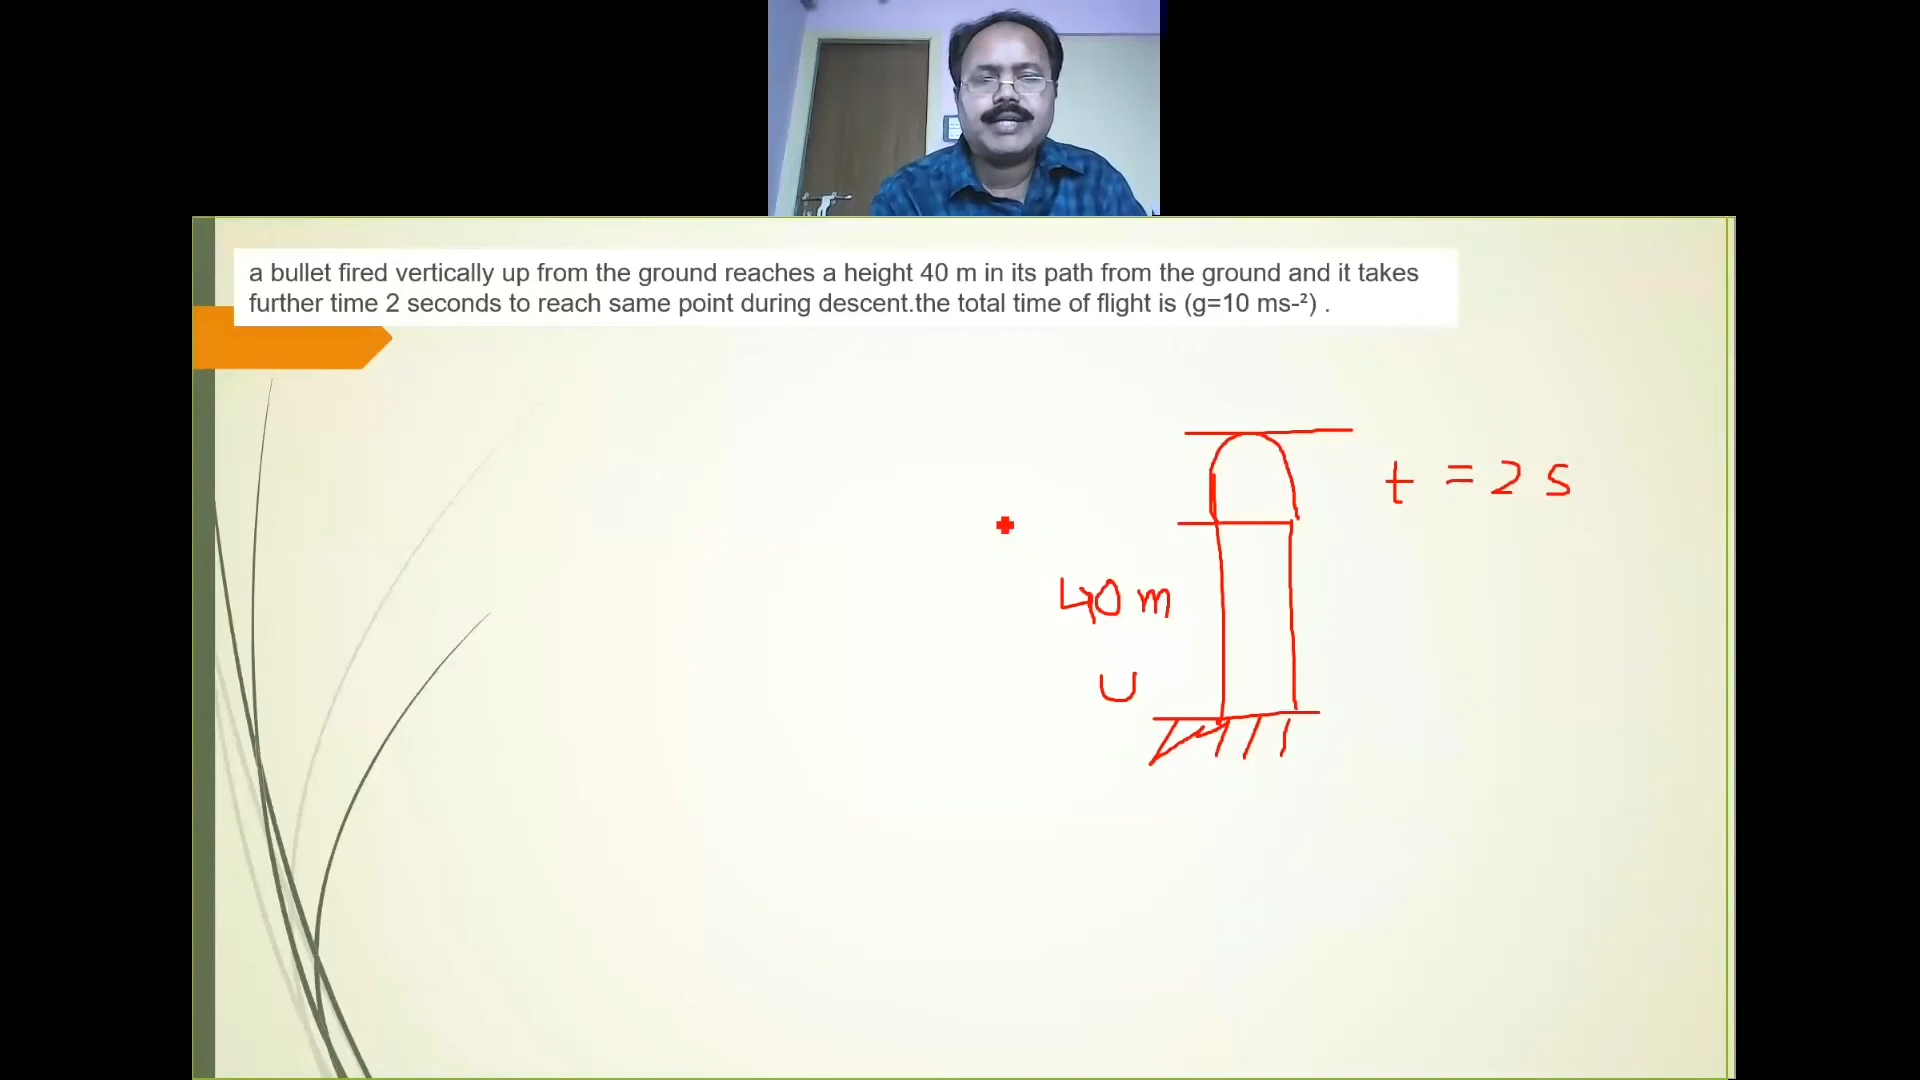 a bullet fired vertically up from the ground reaches a height 40 m in its path from the ground and it takes
further time 2 seconds to reach same point during descent.the total time of flight is (g=10 ms-²) .
t = 2 s
40 m
u